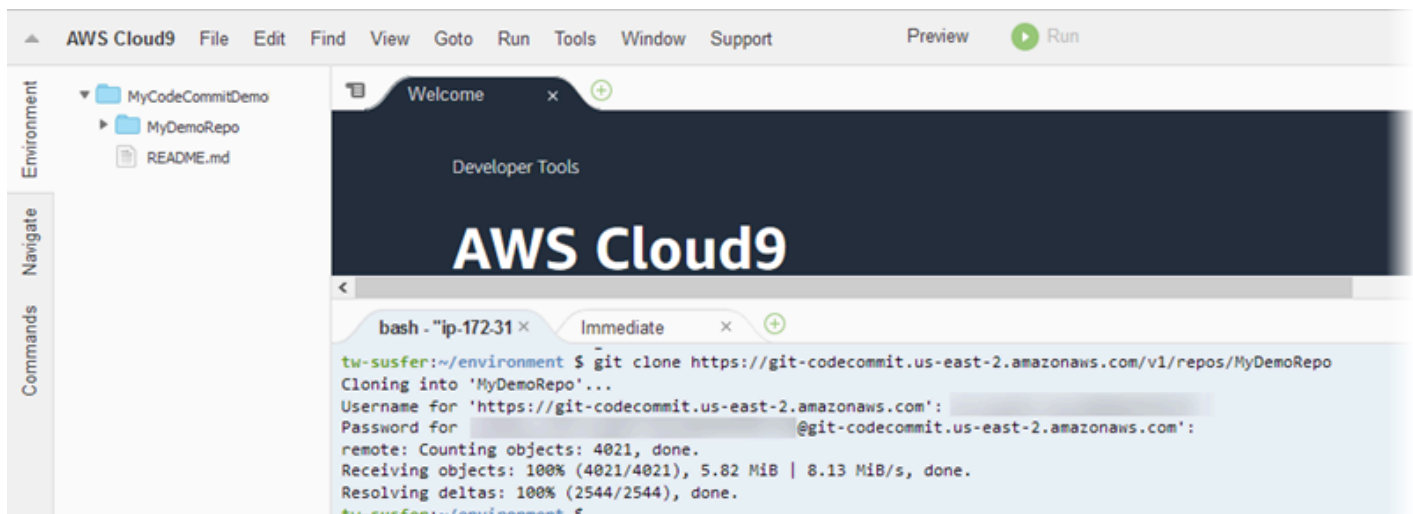 AWS Cloud9 File Edit Find View Goto Run Tools Window Support Preview Run
Environment
Navigate
Commands
MyCodeCommitDemo
MyDemoRepo
README.md
Welcome
Developer Tools
AWS Cloud9
bash - "ip-172-31 Immediate
tw-susfer:~/environment $ git clone https://git-codecommit.us-east-2.amazonaws.com/v1/repos/MyDemoRepo
Cloning into 'MyDemoRepo'...
Username for 'https://git-codecommit.us-east-2.amazonaws.com':
Password for @git-codecommit.us-east-2.amazonaws.com':
remote: Counting objects: 4021, done.
Receiving objects: 100% (4021/4021), 5.82 MiB | 8.13 MiB/s, done.
Resolving deltas: 100% (2544/2544), done.
tw-susfer:~/environment $